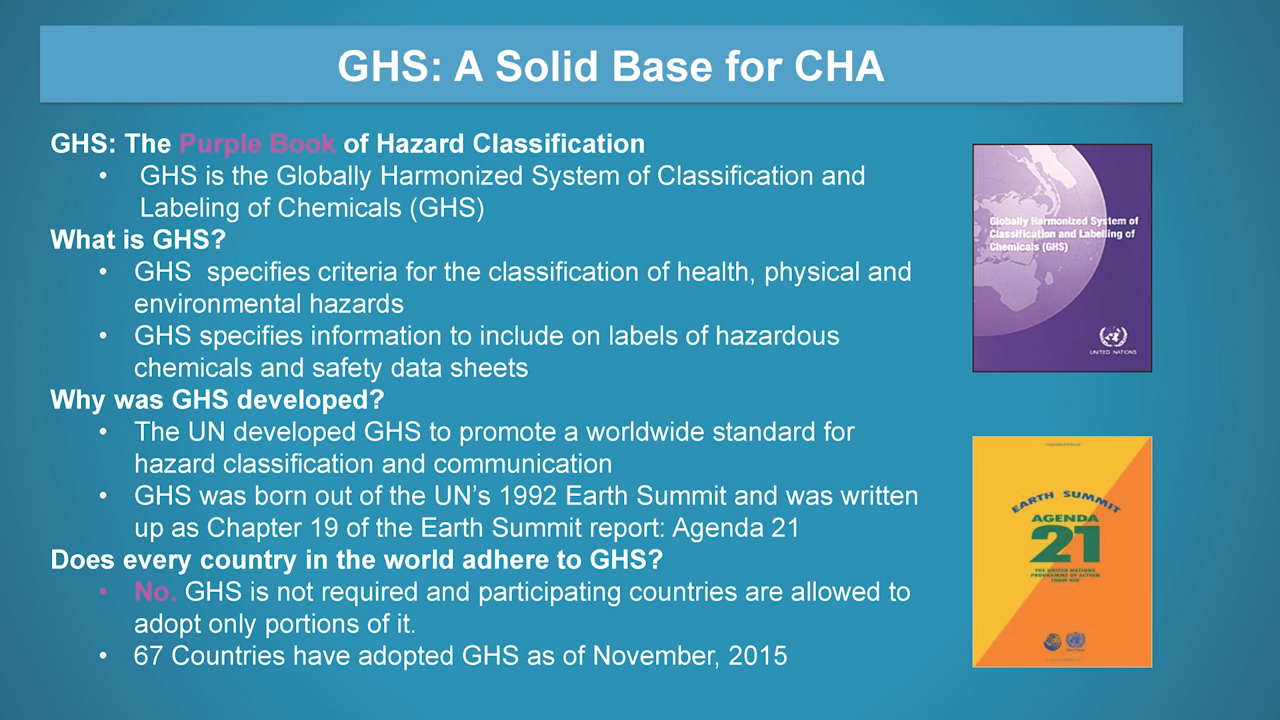 GHS: A Solid Base for CHA
GHS: The Purple Book of Hazard Classification
• GHS is the Globally Harmonized System of Classification and
Labeling of Chemicals (GHS)
What is GHS?
• GHS specifies criteria for the classification of health, physical and
environmental hazards
• GHS specifies information to include on labels of hazardous
chemicals and safety data sheets
Why was GHS developed?
• The UN developed GHS to promote a worldwide standard for
hazard classification and communication
• GHS was born out of the UN’s 1992 Earth Summit and was written
up as Chapter 19 of the Earth Summit report: Agenda 21
Does every country in the world adhere to GHS?
• No. GHS is not required and participating countries are allowed to
adopt only portions of it.
• 67 Countries have adopted GHS as of November, 2015
Globally Harmonized System of
Classification and Labelling of
Chemicals (GHS)
UNITED NATIONS
EARTH SUMMIT
AGENDA
21
THE UNITED NATIONS
PROGRAMME OF ACTION
FROM RIO